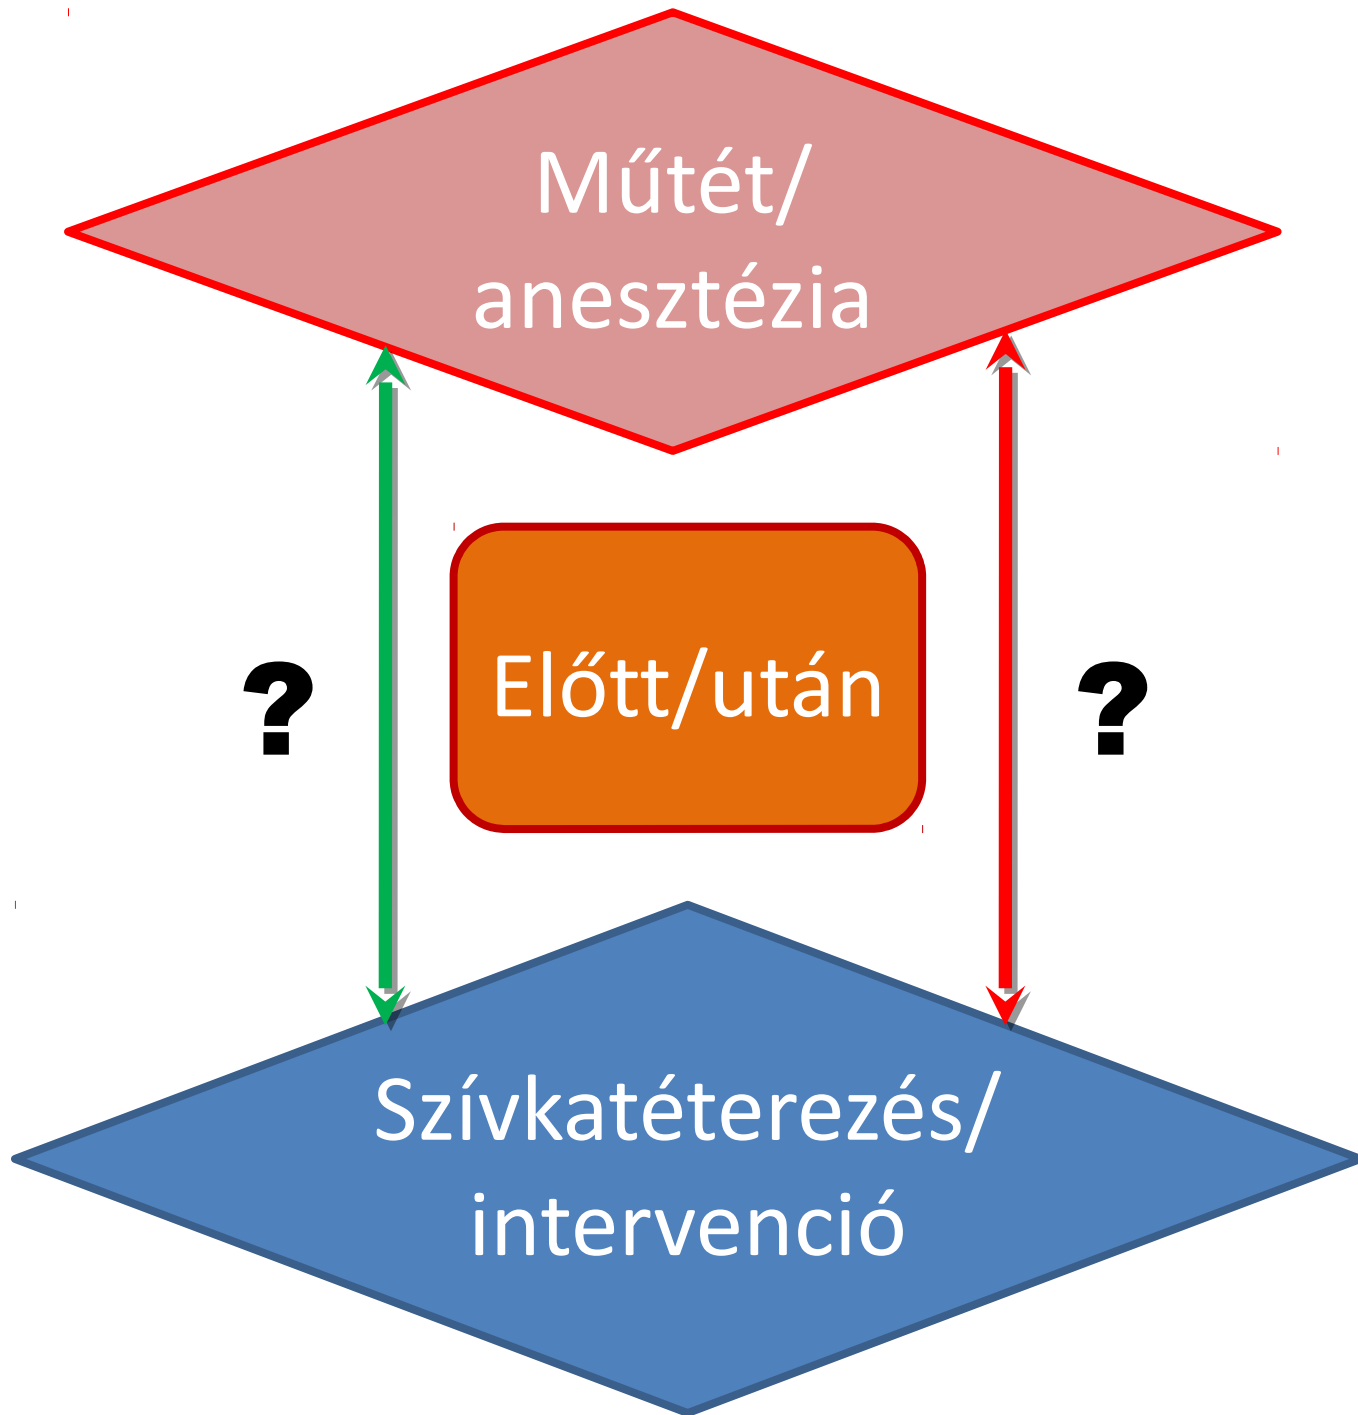 Műtét/
anesztézia
Előtt/után
? ?
Szívkatéterezés/
intervenció